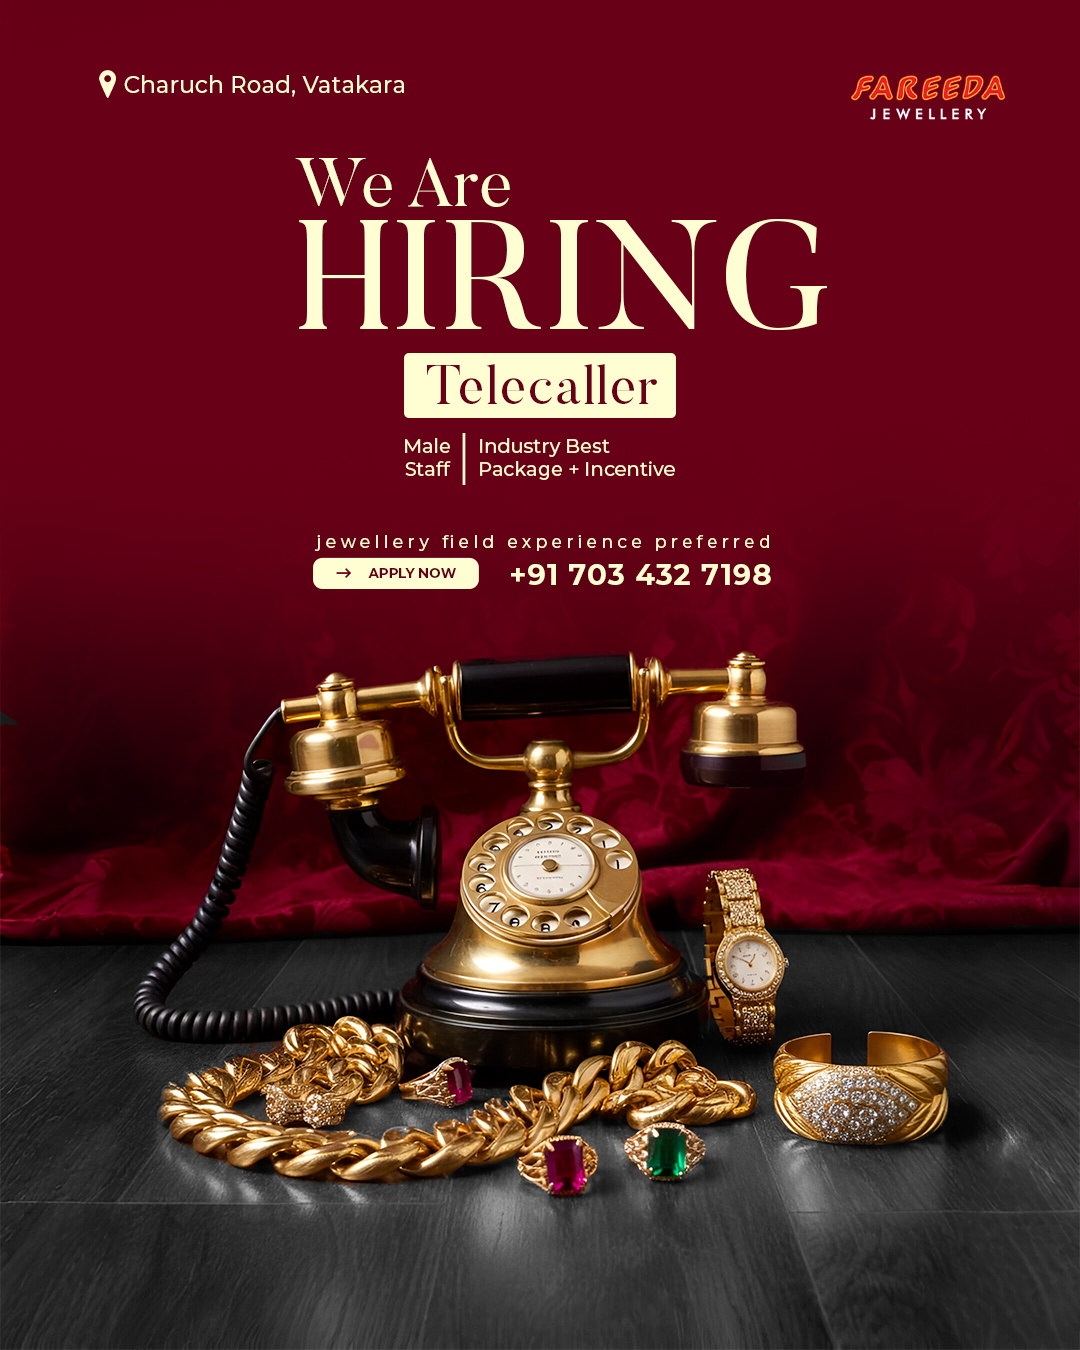 Charuch Road, Vatakara
FAREEDA
JEWELLERY
We Are
HIRING
Telecaller
Male
Staff
Industry Best
Package + Incentive
jewellery field experience preferred
→ APPLY NOW
+91 703 432 7198